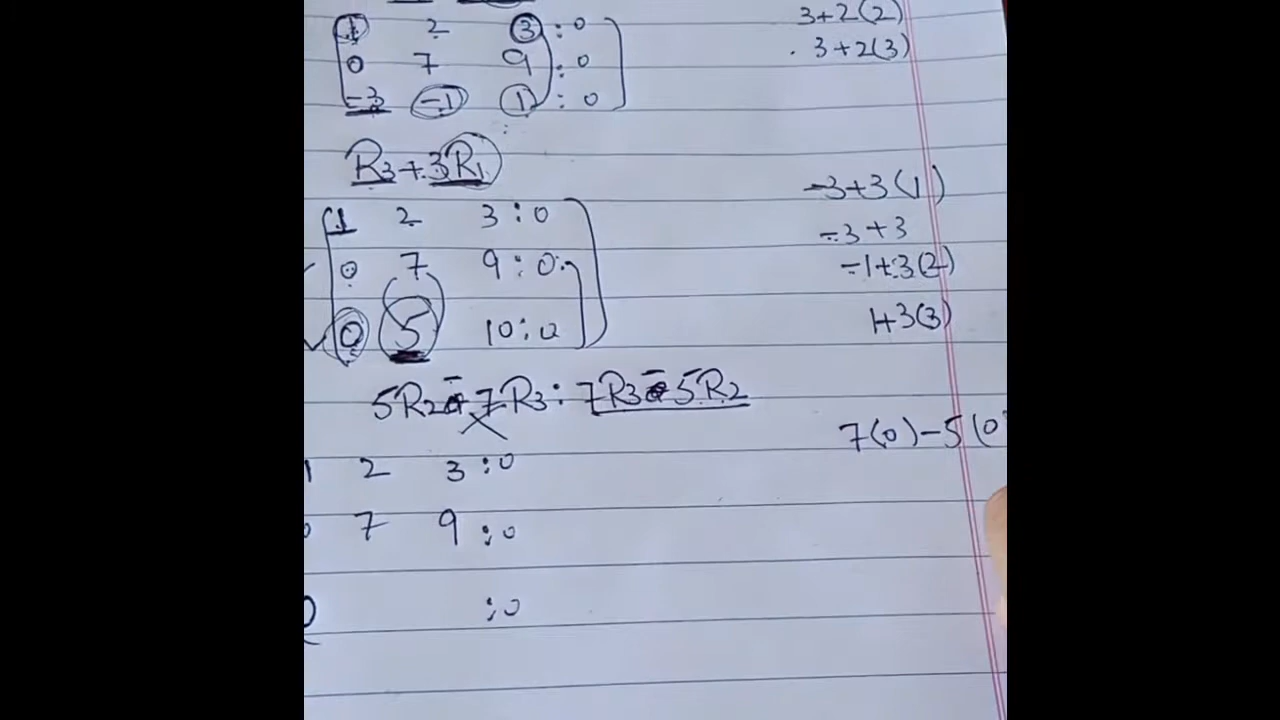 1 2 3 : 0
3+2(2)
0 7 9 : 0
. 3+2(3)
-3 -1 1 : 0
R3+3R1
-3+3(1)
1 2 3 : 0
-3+3
0 7 9 : 0
-1+3(2)
0 5 10 : 0
1+3(3)
5R2-7R3 : 7R3-5R2
7(0)-5(0
1 2 3 : 0
0 7 9 : 0
0 : 0